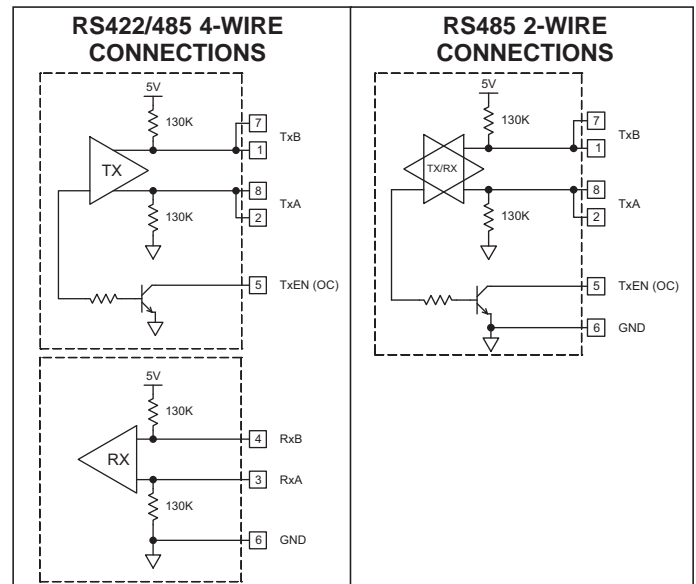 RS422/485 4-WIRE
CONNECTIONS
5V
130K
7
TxB
1
TX
8
TxA
130K
2
5
TxEN (OC)
5V
130K
4
RxB
RX
3
RxA
130K
6
GND
RS485 2-WIRE
CONNECTIONS
5V
130K
7
TxB
1
TX/RX
8
TxA
130K
2
5
TxEN (OC)
6
GND